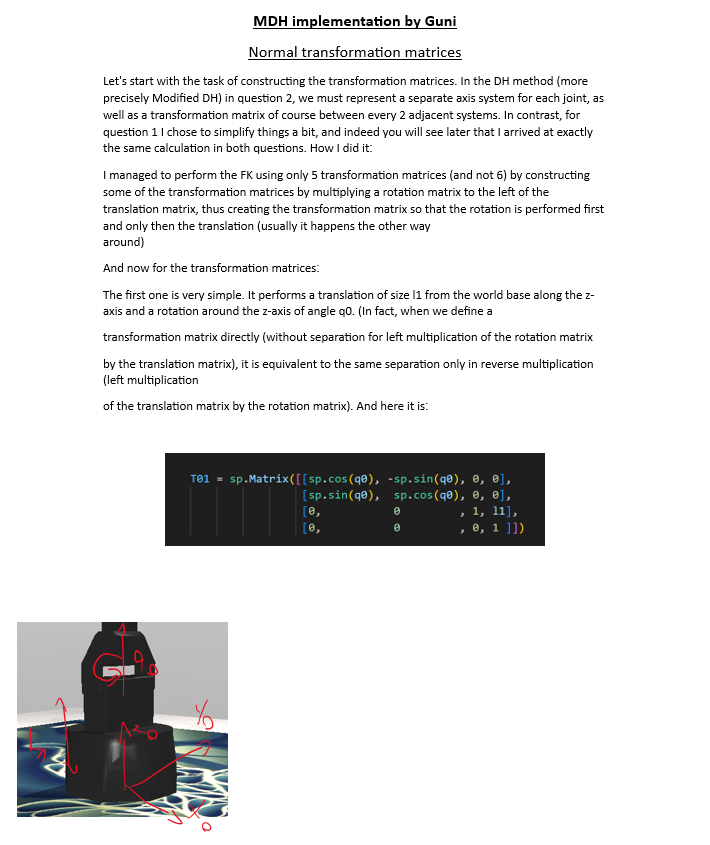 MDH implementation by Guni
Normal transformation matrices
Let's start with the task of constructing the transformation matrices. In the DH method (more
precisely Modified DH) in question 2, we must represent a separate axis system for each joint, as
well as a transformation matrix of course between every 2 adjacent systems. In contrast, for
question 1 I chose to simplify things a bit, and indeed you will see later that I arrived at exactly
the same calculation in both questions. How I did it:
I managed to perform the FK using only 5 transformation matrices (and not 6) by constructing
some of the transformation matrices by multiplying a rotation matrix to the left of the
translation matrix, thus creating the transformation matrix so that the rotation is performed first
and only then the translation (usually it happens the other way
around)
And now for the transformation matrices:
The first one is very simple. It performs a translation of size l1 from the world base along the z-
axis and a rotation around the z-axis of angle q0. (In fact, when we define a
transformation matrix directly (without separation for left multiplication of the rotation matrix
by the translation matrix), it is equivalent to the same separation only in reverse multiplication
(left multiplication
of the translation matrix by the rotation matrix). And here it is:
T01 = sp.Matrix([[sp.cos(q0), -sp.sin(q0), 0, 0],
[sp.sin(q0), sp.cos(q0), 0, 0],
[0, 0 , 1, l1],
[0, 0 , 0, 1 ]])
q0
y0
z0
L1
x0